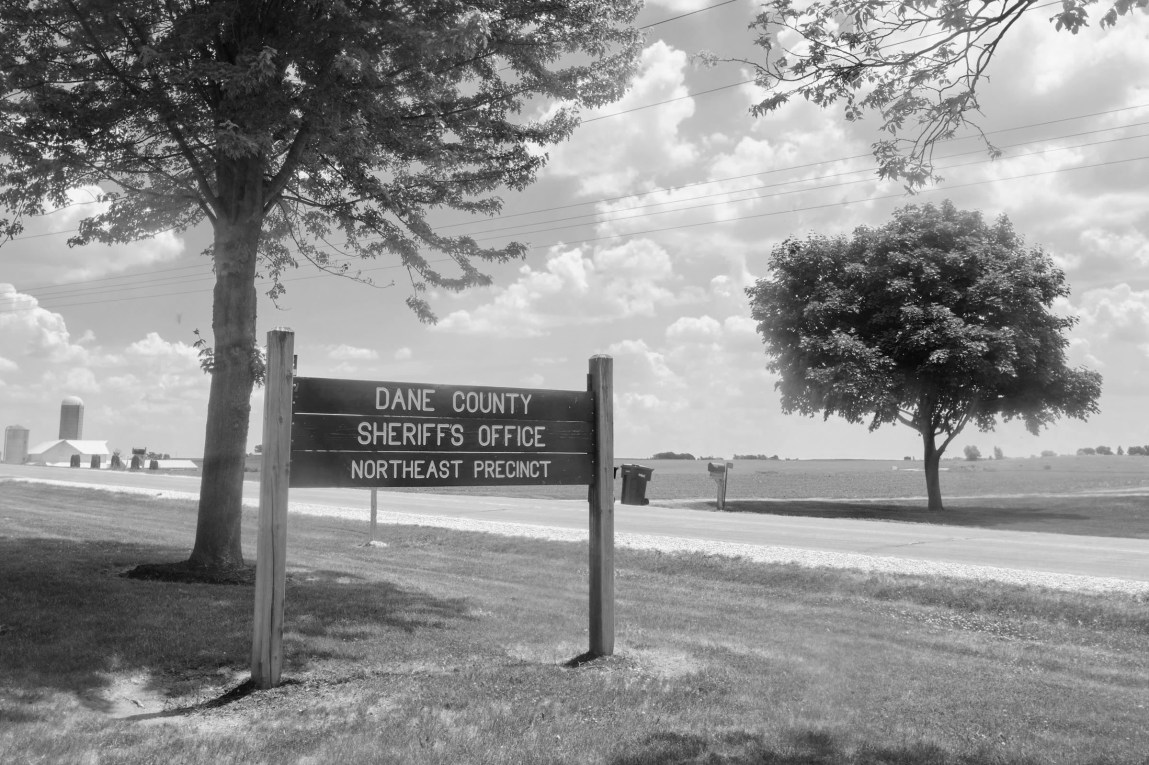 DANE COUNTY
SHERIFF'S OFFICE
NORTHEAST PRECINCT